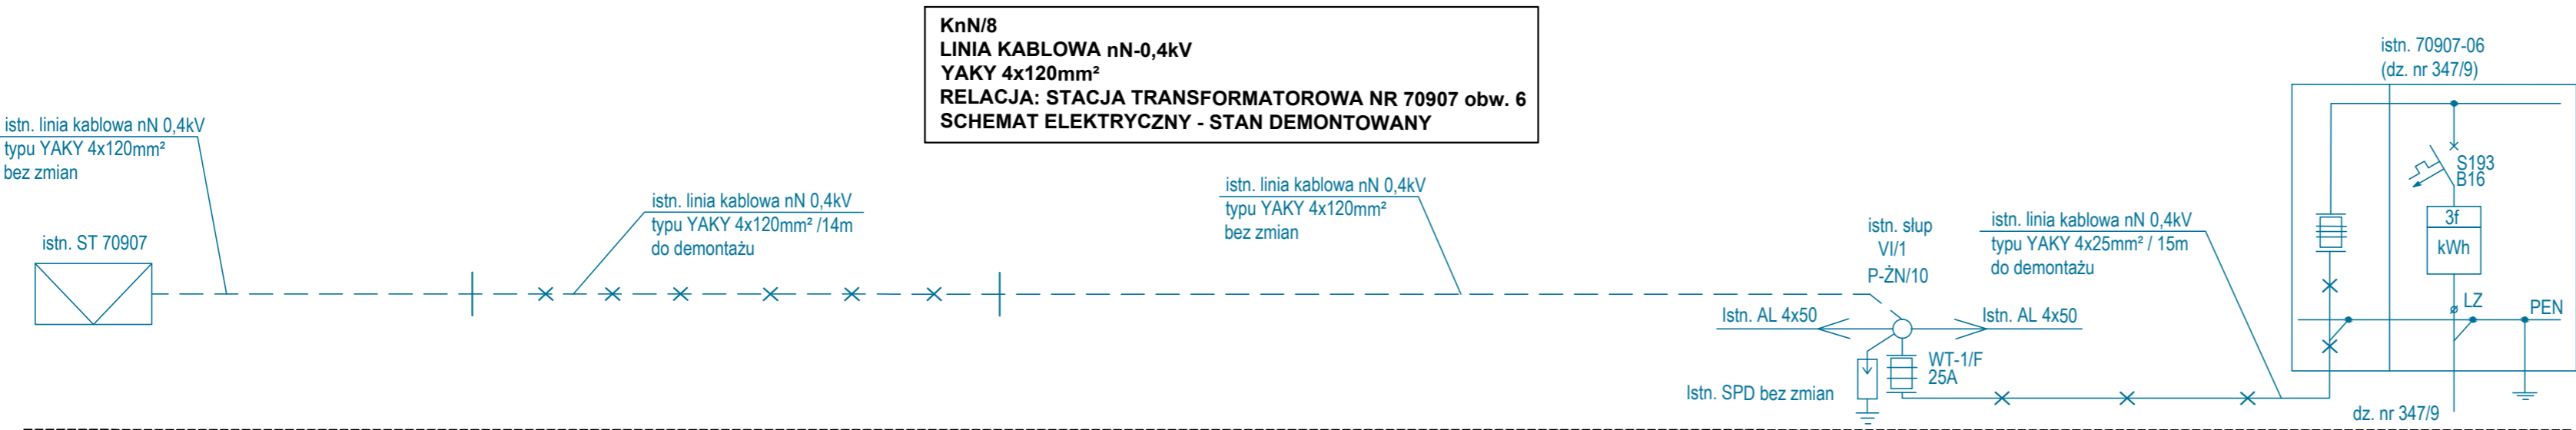 KnN/8
LINIA KABLOWA nN-0,4kV
YAKY 4x120mm²
RELACJA: STACJA TRANSFORMATOROWA NR 70907 obw. 6
SCHEMAT ELEKTRYCZNY - STAN DEMONTOWANY
istn. linia kablowa nN 0,4kV
typu YAKY 4x120mm²
bez zmian
istn. ST 70907
istn. linia kablowa nN 0,4kV
typu YAKY 4x120mm² /14m
do demontażu
istn. linia kablowa nN 0,4kV
typu YAKY 4x120mm²
bez zmian
istn. słup
VI/1
P-ŻN/10
Istn. AL 4x50
Istn. AL 4x50
WT-1/F
25A
Istn. SPD bez zmian
istn. linia kablowa nN 0,4kV
typu YAKY 4x25mm² / 15m
do demontażu
istn. 70907-06
(dz. nr 347/9)
S193
B16
3f
kWh
LZ
PEN
dz. nr 347/9